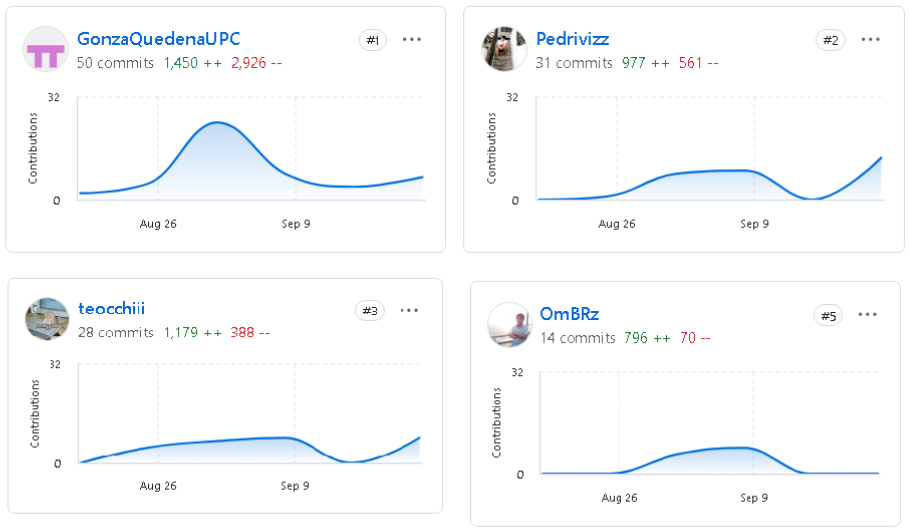 GonzaQuedenaUPC
#1
50 commits 1,450 ++ 2,926 --
32
Contributions
0
Aug 26 Sep 9
Pedrivizz
#2
31 commits 977 ++ 561 --
32
Contributions
0
Aug 26 Sep 9
teocchiii
#3
28 commits 1,179 ++ 388 --
32
Contributions
0
Aug 26 Sep 9
OmBRz
#5
14 commits 796 ++ 70 --
32
Contributions
0
Aug 26 Sep 9